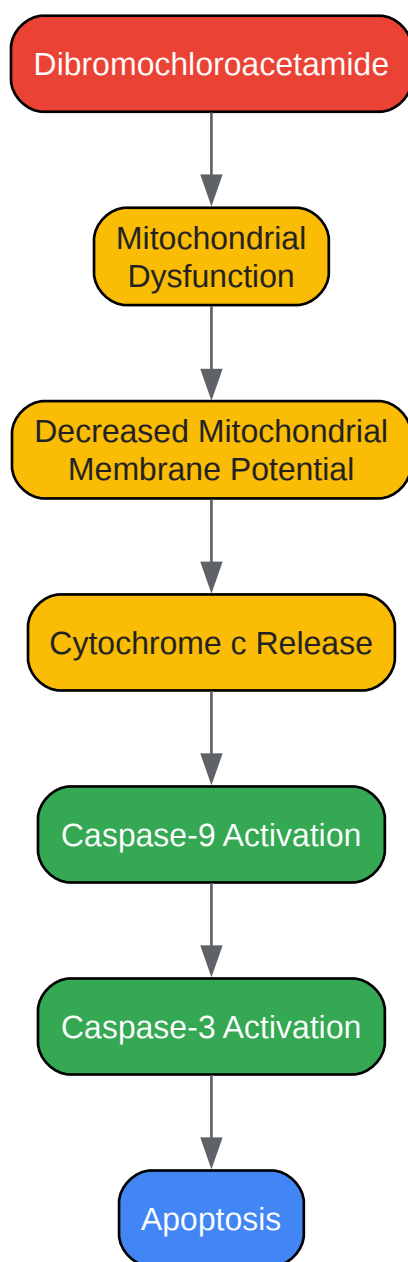 Dibromochloroacetamide
Mitochondrial
Dysfunction
Decreased Mitochondrial
Membrane Potential
Cytochrome c Release
Caspase-9 Activation
Caspase-3 Activation
Apoptosis